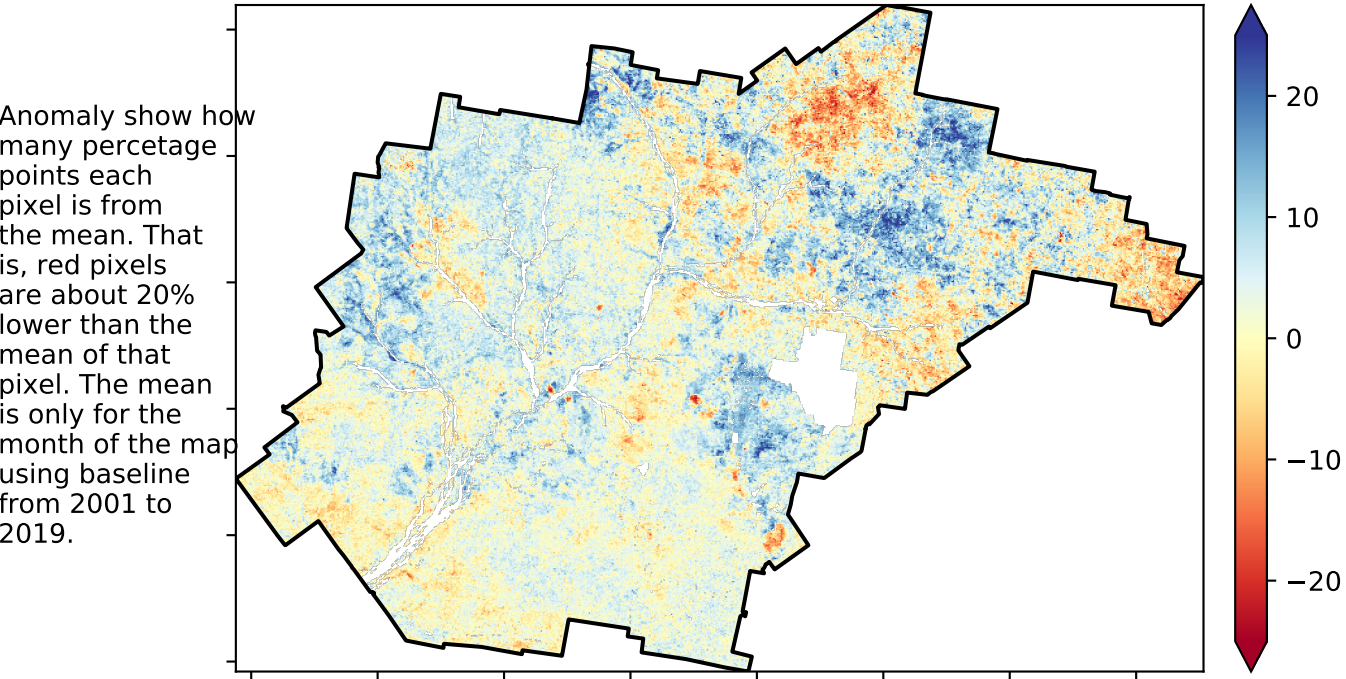 Anomaly show how
many percetage
points each
pixel is from
the mean. That
is, red pixels
are about 20%
lower than the
mean of that
pixel. The mean
is only for the
month of the map
using baseline
from 2001 to
2019.
20
10
0
−10
−20